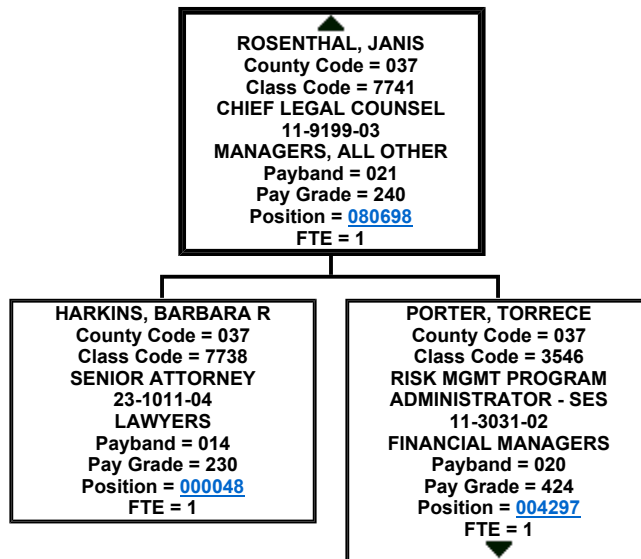 ROSENTHAL, JANIS
County Code = 037
Class Code = 7741
CHIEF LEGAL COUNSEL
11-9199-03
MANAGERS, ALL OTHER
Payband = 021
Pay Grade = 240
Position = 080698
FTE = 1
HARKINS, BARBARA R
County Code = 037
Class Code = 7738
SENIOR ATTORNEY
23-1011-04
LAWYERS
Payband = 014
Pay Grade = 230
Position = 000048
FTE = 1
PORTER, TORRECE
County Code = 037
Class Code = 3546
RISK MGMT PROGRAM
ADMINISTRATOR - SES
11-3031-02
FINANCIAL MANAGERS
Payband = 020
Pay Grade = 424
Position = 004297
FTE = 1